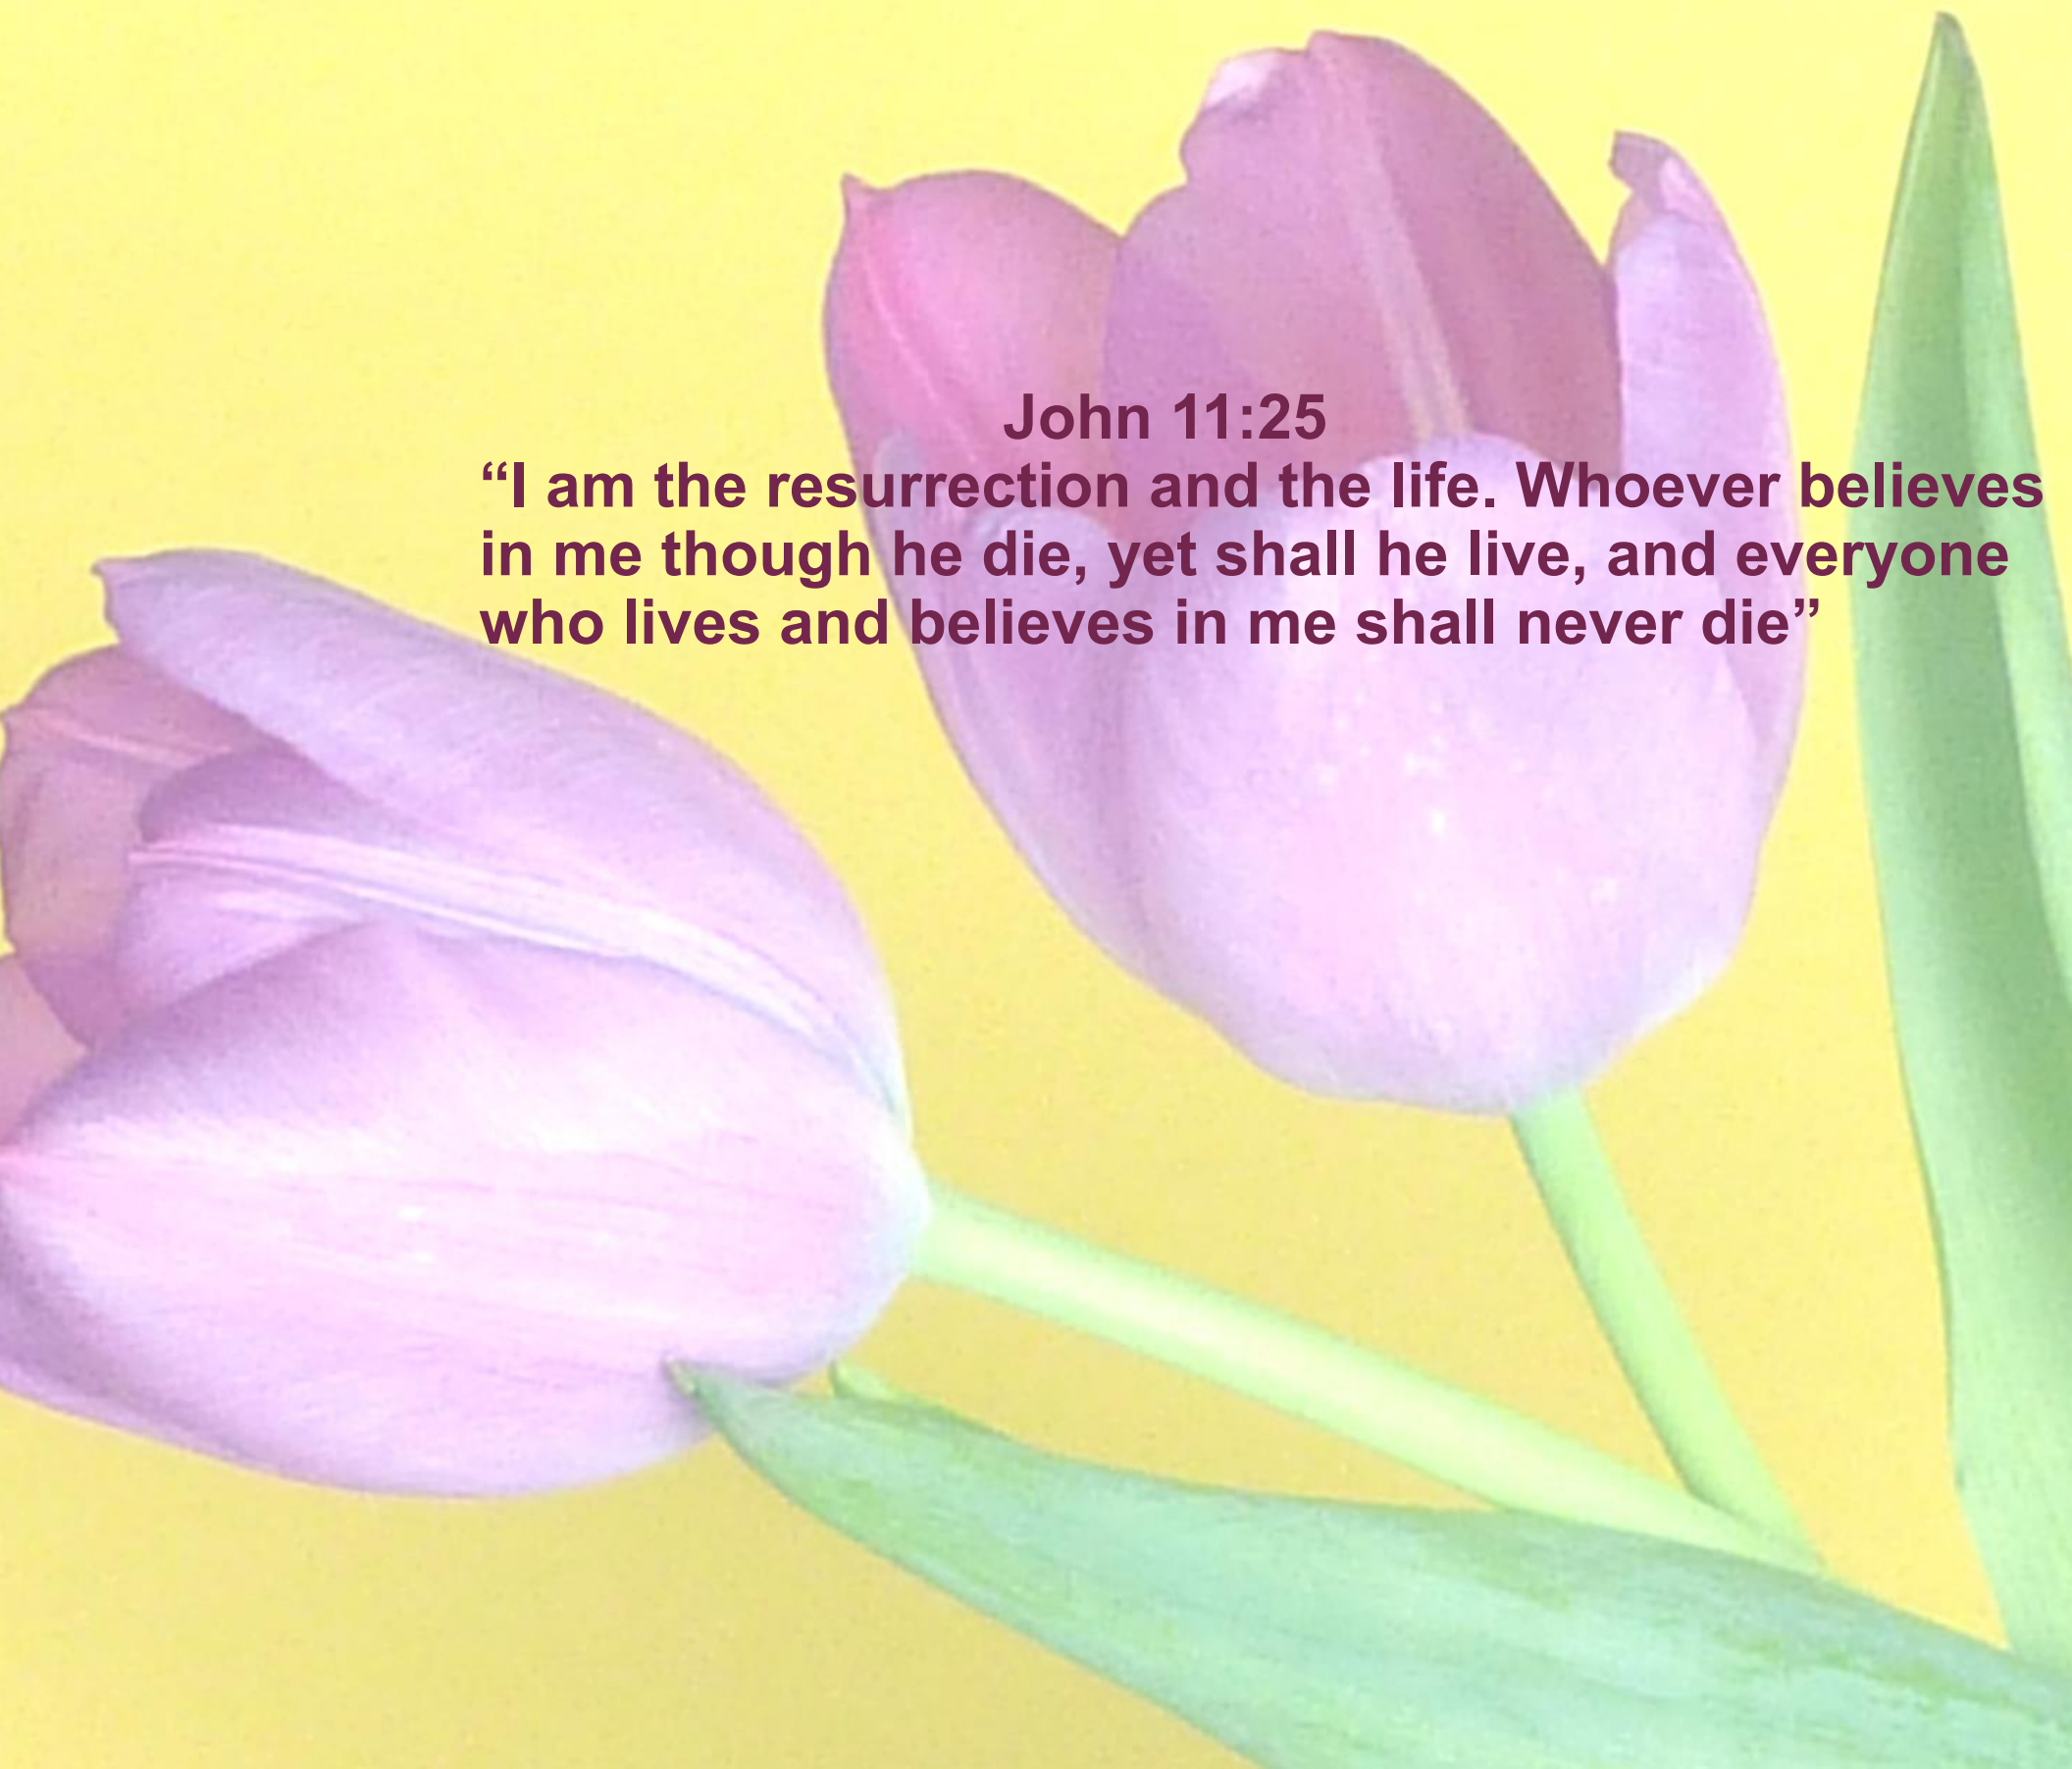 John 11:25
“I am the resurrection and the life. Whoever believes
in me though he die, yet shall he live, and everyone
who lives and believes in me shall never die”